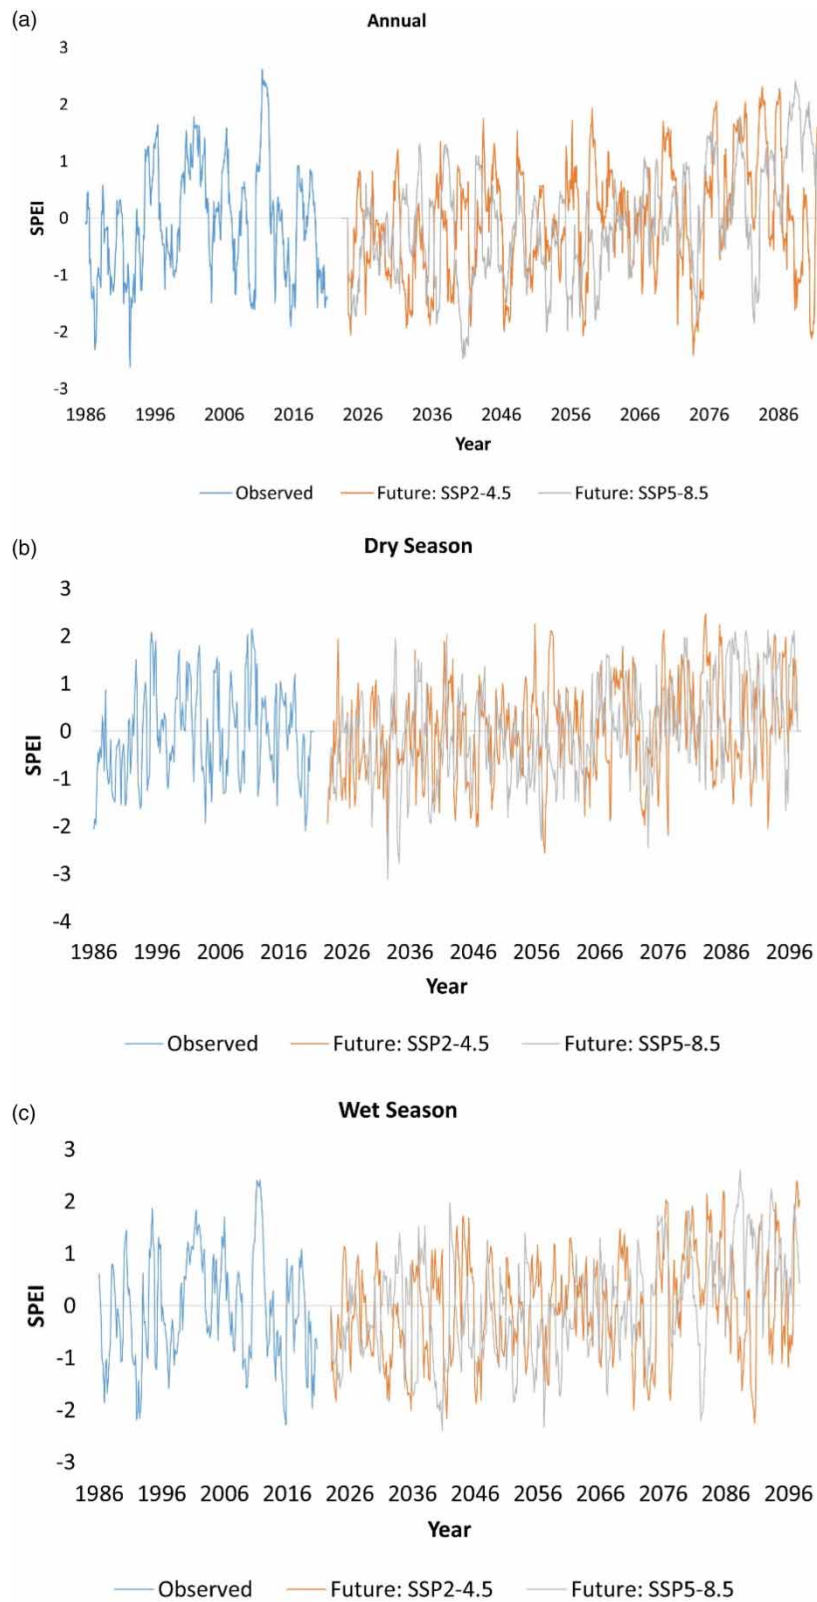 (a)
Annual
3
2
1
0
-1
-2
-3
SPEI
1986 1996 2006 2016 2026 2036 2046 2056 2066 2076 2086
Year
Observed Future: SSP2-4.5 Future: SSP5-8.5
(b)
Dry Season
3
2
1
0
-1
-2
-3
-4
SPEI
1986 1996 2006 2016 2026 2036 2046 2056 2066 2076 2086 2096
Year
Observed Future: SSP2-4.5 Future: SSP5-8.5
(c)
Wet Season
3
2
1
0
-1
-2
-3
SPEI
1986 1996 2006 2016 2026 2036 2046 2056 2066 2076 2086 2096
Year
Observed Future: SSP2-4.5 Future: SSP5-8.5